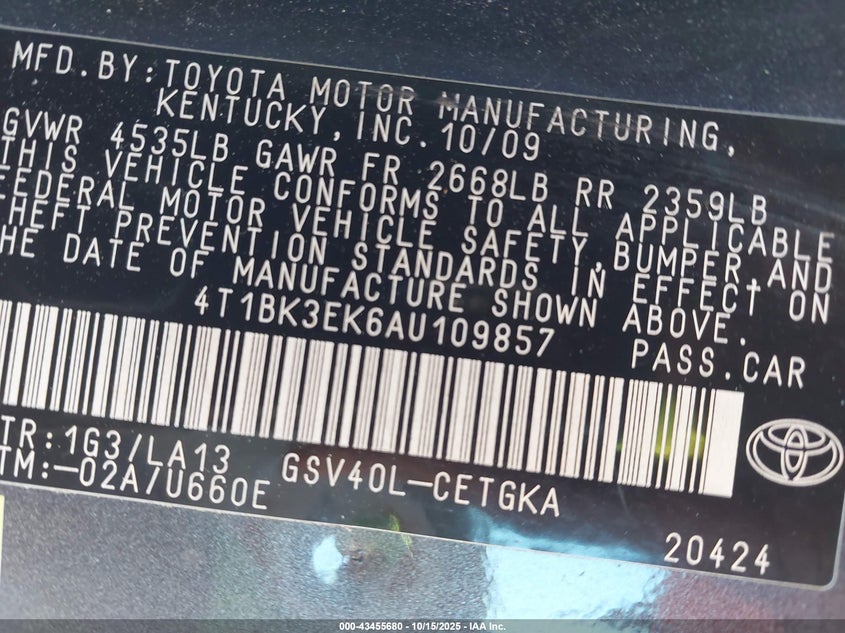 MFD. BY: TOYOTA MOTOR MANUFACTURING,
KENTUCKY, INC. 10/09
GVWR 4535LB GAWR FR 2668LB RR 2359LB
THIS VEHICLE CONFORMS TO ALL APPLICABLE
FEDERAL MOTOR VEHICLE SAFETY, BUMPER, AND
THEFT PREVENTION STANDARDS IN EFFECT ON
HE DATE OF MANUFACTURE SHOWN ABOVE.
4T1BK3EK6AU109857 PASS. CAR
TR: 1G3/LA13 GSV40L-CETGKA
TM: -02A/U660E
20424
000-43455680 - 10/15/2025 - IAA Inc.